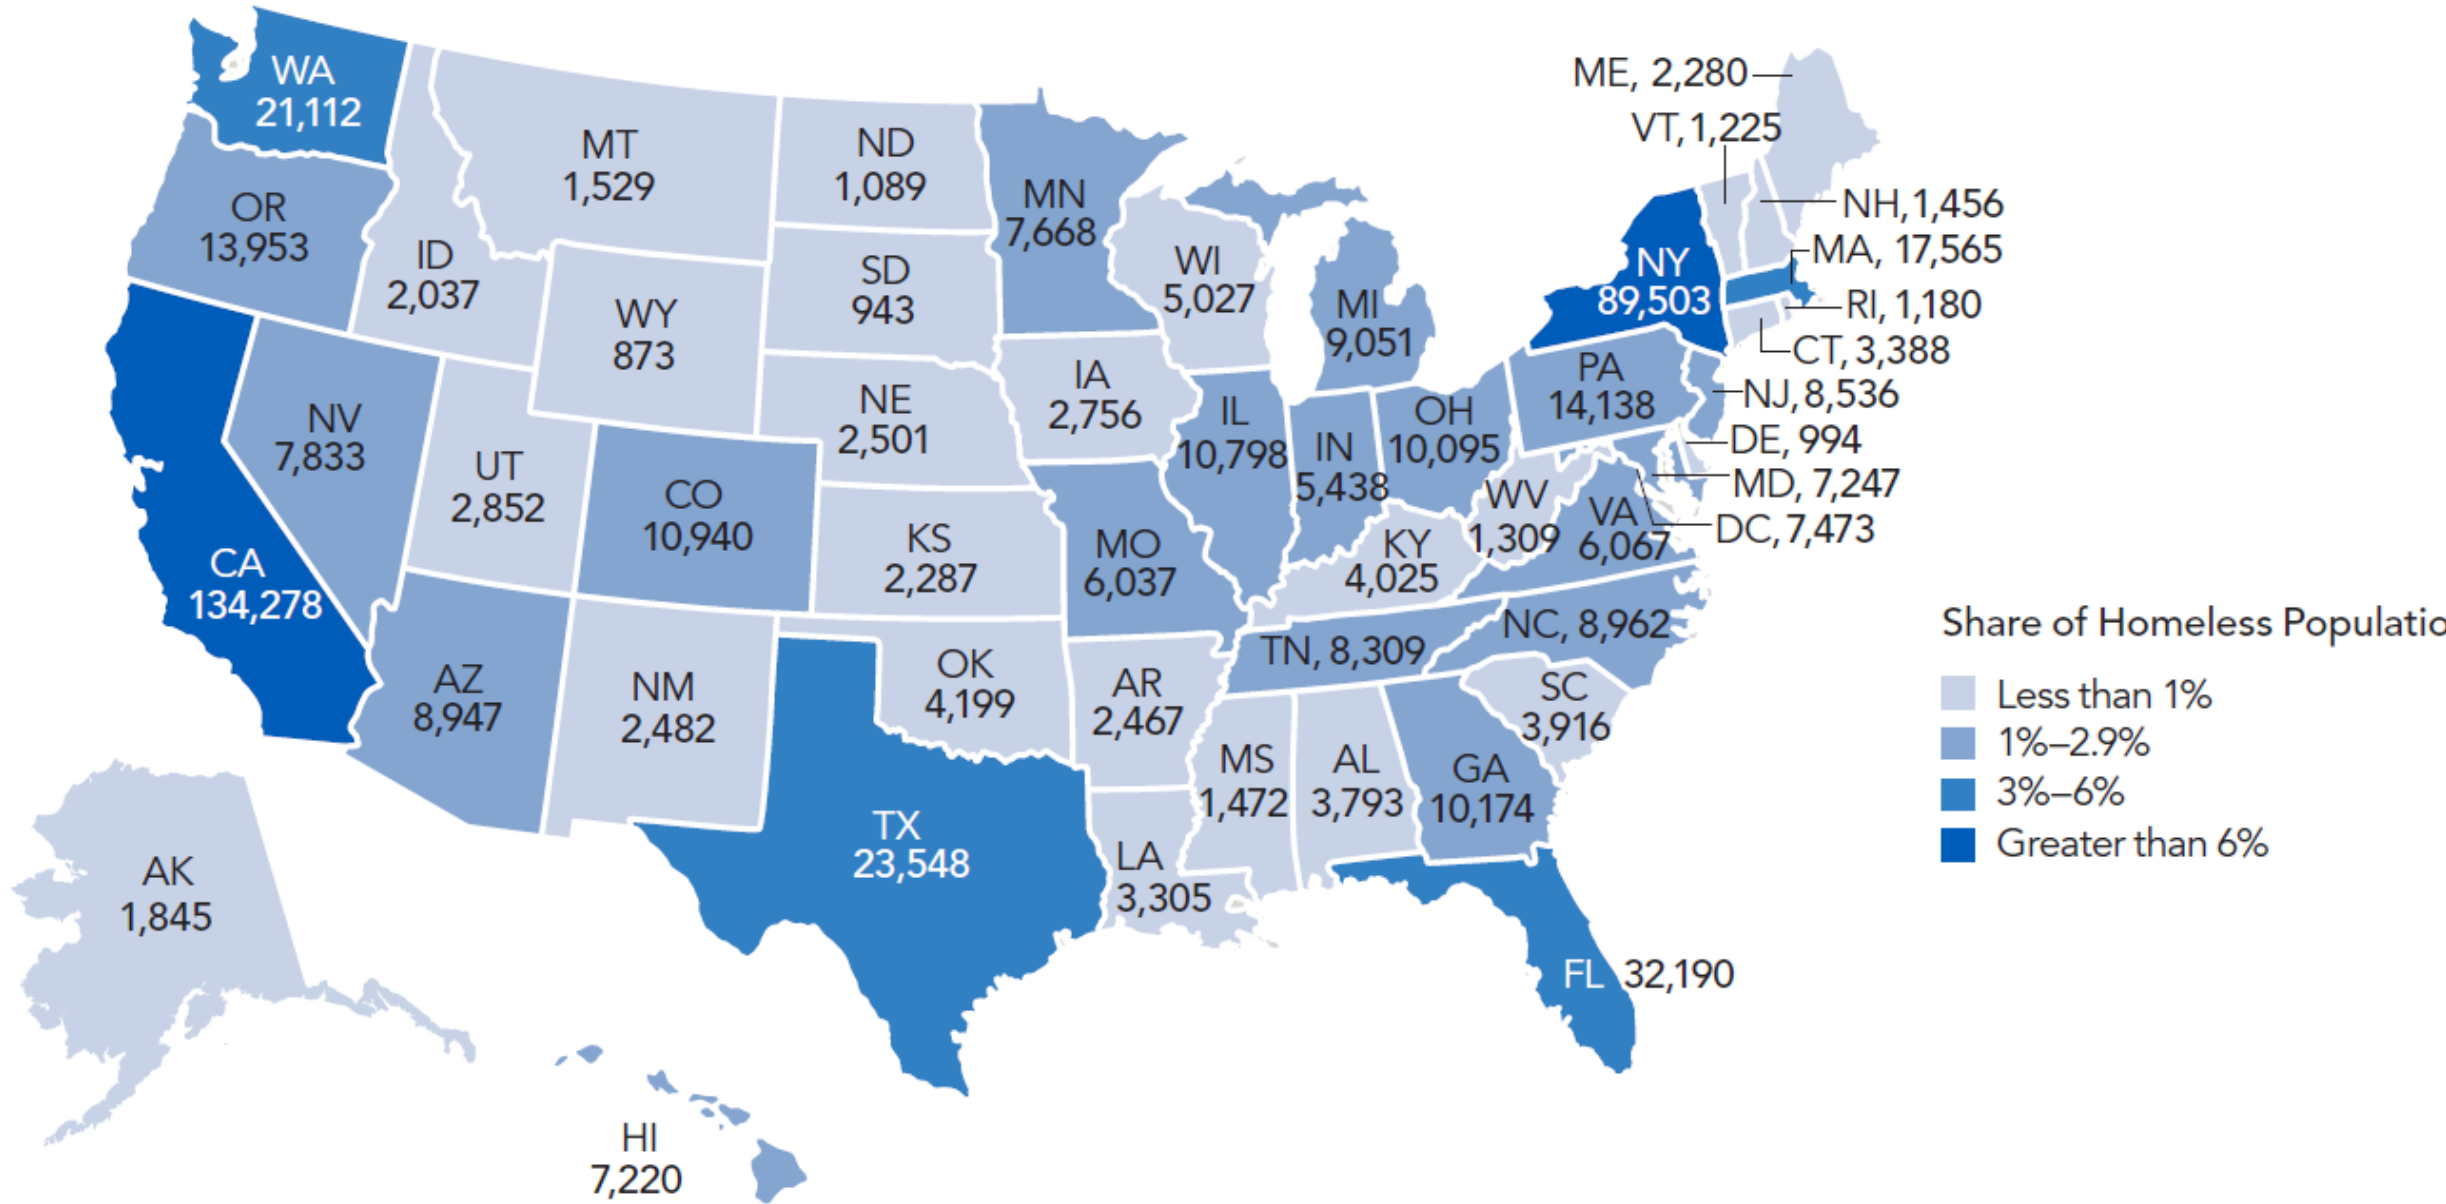 WA
21,112
OR
13,953
CA
134,278
NV
7,833
ID
2,037
MT
1,529
WY
873
UT
2,852
AZ
8,947
CO
10,940
NM
2,482
ND
1,089
SD
943
NE
2,501
KS
2,287
OK
4,199
TX
23,548
MN
7,668
IA
2,756
MO
6,037
AR
2,467
LA
3,305
WI
5,027
IL
10,798
MI
9,051
IN
5,438
OH
10,095
KY
4,025
TN, 8,309
MS
1,472
AL
3,793
GA
10,174
FL 32,190
SC
3,916
NC, 8,962
VA
6,067
WV
1,309
PA
14,138
NY
89,503
ME, 2,280
VT, 1,225
NH, 1,456
MA, 17,565
RI, 1,180
CT, 3,388
NJ, 8,536
DE, 994
MD, 7,247
DC, 7,473
AK
1,845
HI
7,220
Share of Homeless Populatio
Less than 1%
1%–2.9%
3%–6%
Greater than 6%